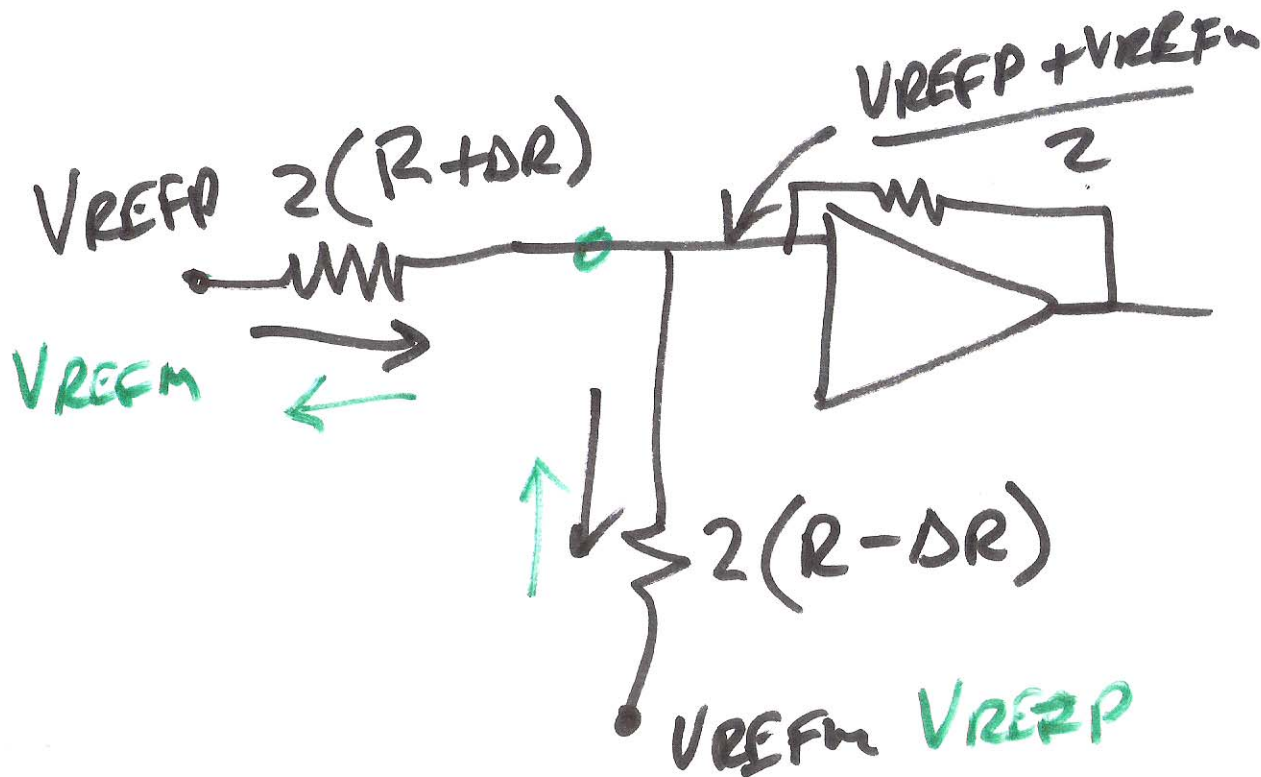 VREFP + VREFM
2
VREFP 2(R+ΔR)
VREFM
2(R-ΔR)
VREFM VREFP